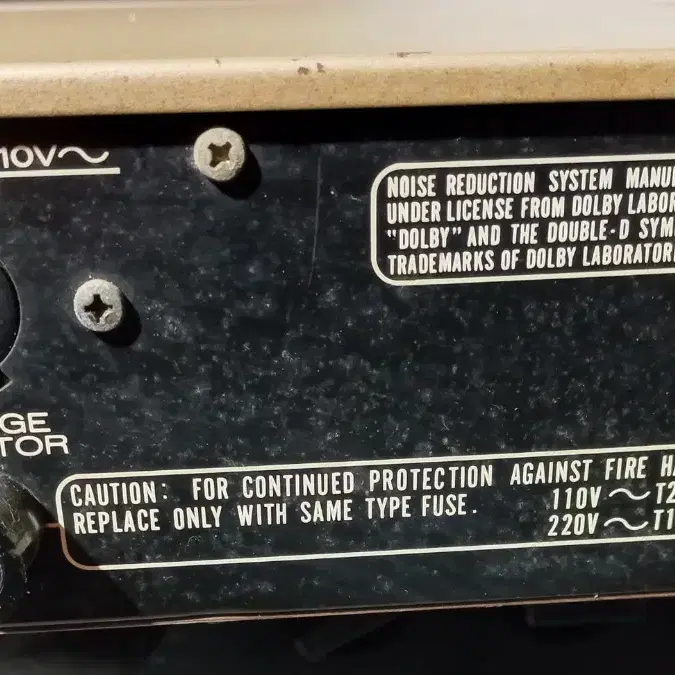 10V～
NOISE REDUCTION SYSTEM MANU
UNDER LICENSE FROM DOLBY LABOR
"DOLBY" AND THE DOUBLE-D SYM
TRADEMARKS OF DOLBY LABORATOR
GE
TOR
CAUTION: FOR CONTINUED PROTECTION AGAINST FIRE HA
REPLACE ONLY WITH SAME TYPE FUSE. 110V～T2
220V～T1